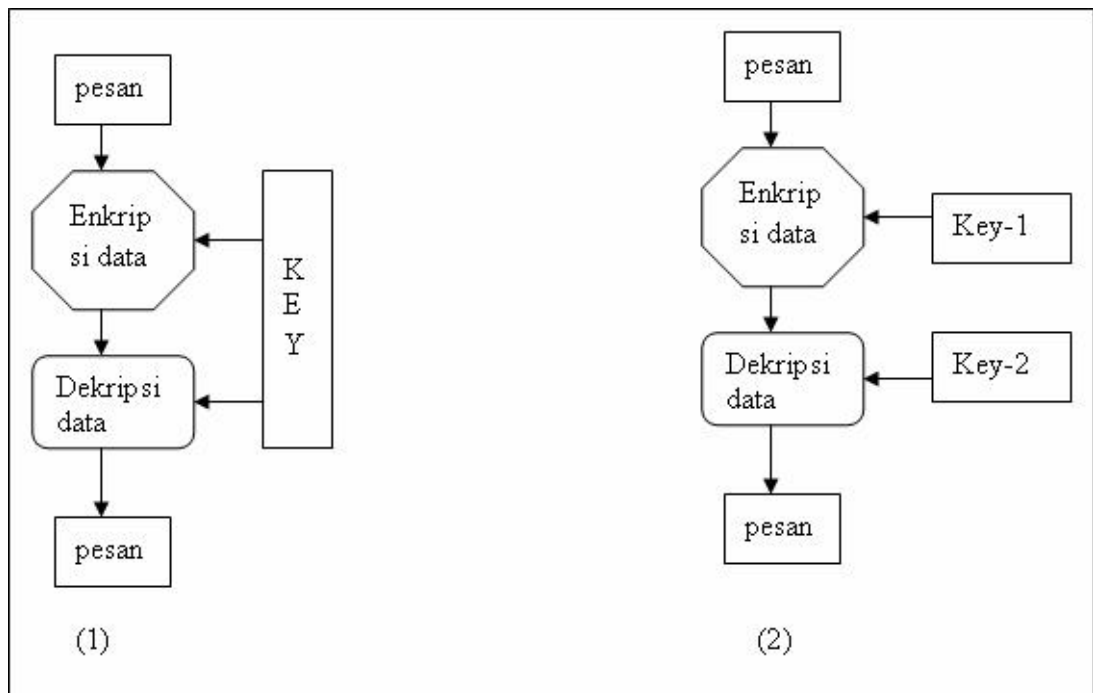 pesan
Enkrip
si data
K
E
Y
Dekripsi
data
pesan
(1)
pesan
Enkrip
si data
Key-1
Dekripsi
data
Key-2
pesan
(2)